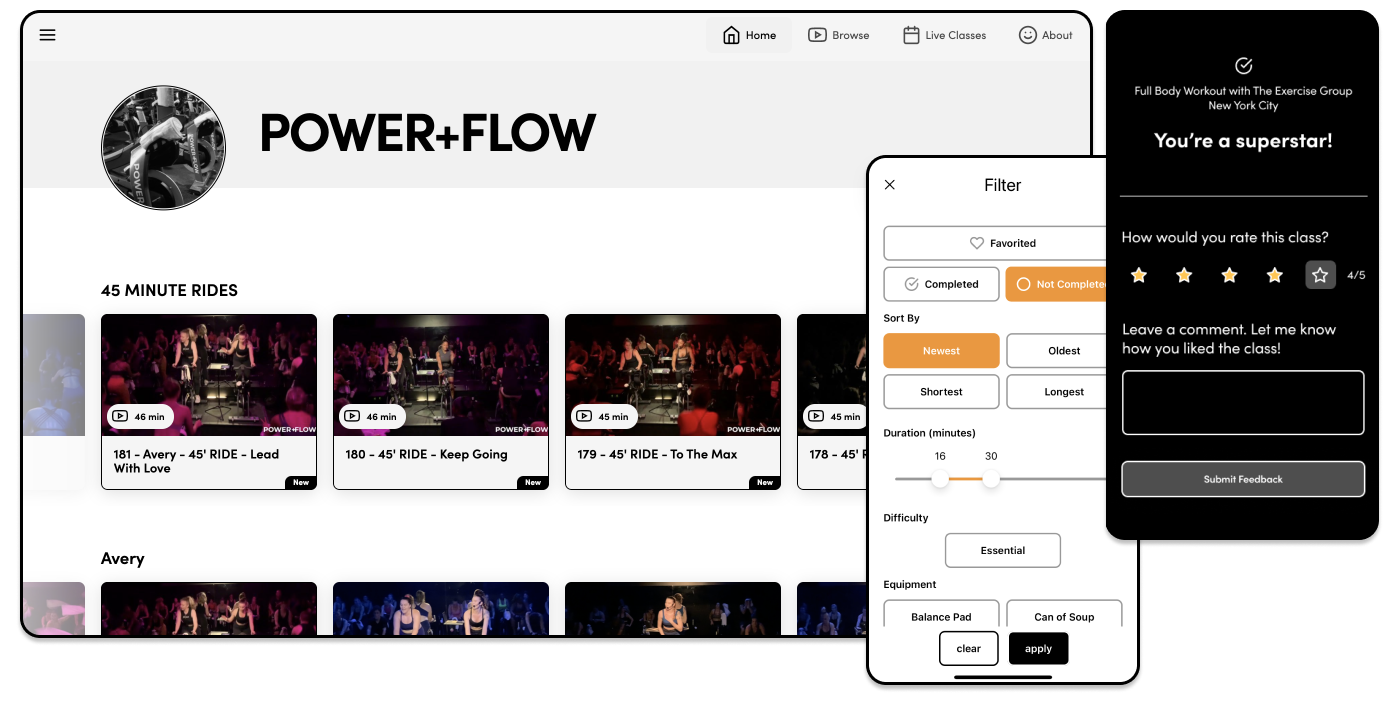 Home
Browse
Live Classes
About
POWER+FLOW
POWER
45 MINUTE RIDES
46 min
POWER+FLOW
181 - Avery - 45' RIDE - Lead
With Love
New
46 min
POWER+FLOW
180 - 45' RIDE - Keep Going
New
45 min
POWER+FLOW
179 - 45' RIDE - To The Max
New
45 min
178 - 45'
Avery
Filter
Favorited
Completed
Not Complete
Sort By
Newest
Oldest
Shortest
Longest
Duration (minutes)
16
30
Difficulty
Essential
Equipment
Balance Pad
Can of Soup
clear
apply
Full Body Workout with The Exercise Group
New York City
You're a superstar!
How would you rate this class?
4/5
Leave a comment. Let me know
how you liked the class!
Submit Feedback